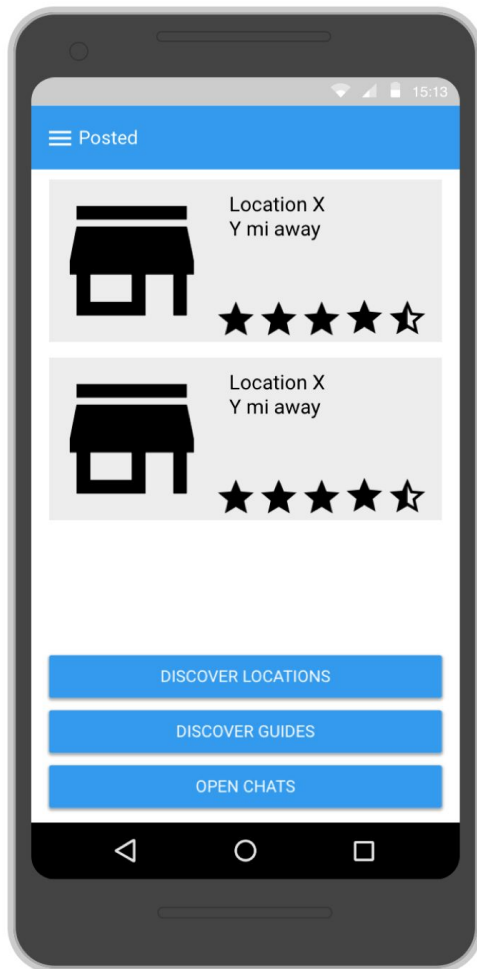 15:13
Posted
Location X
Y mi away
Location X
Y mi away
DISCOVER LOCATIONS
DISCOVER GUIDES
OPEN CHATS